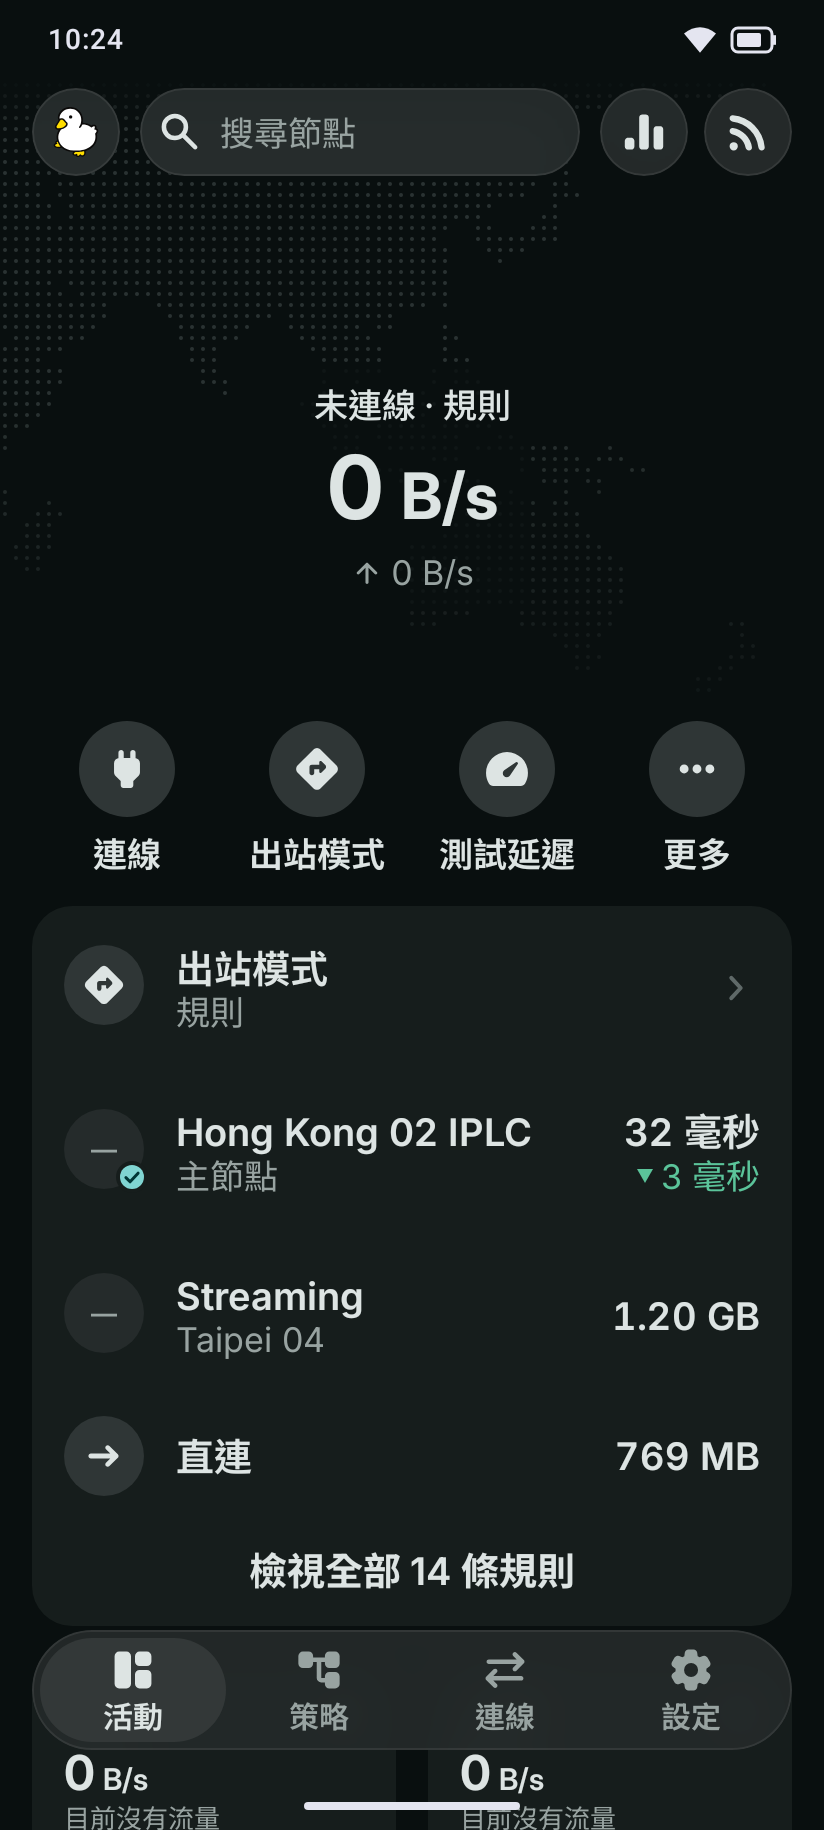 10:24
搜尋節點
未連線 · 規則
0 B/s
↑ 0 B/s
連線
出站模式
測試延遲
更多
出站模式
規則
Hong Kong 02 IPLC
32 毫秒
主節點
▼3 毫秒
Streaming
1.20 GB
Taipei 04
直連
769 MB
檢視全部 14 條規則
活動
策略
連線
設定
0 B/s
0 B/s
目前沒有流量
目前沒有流量